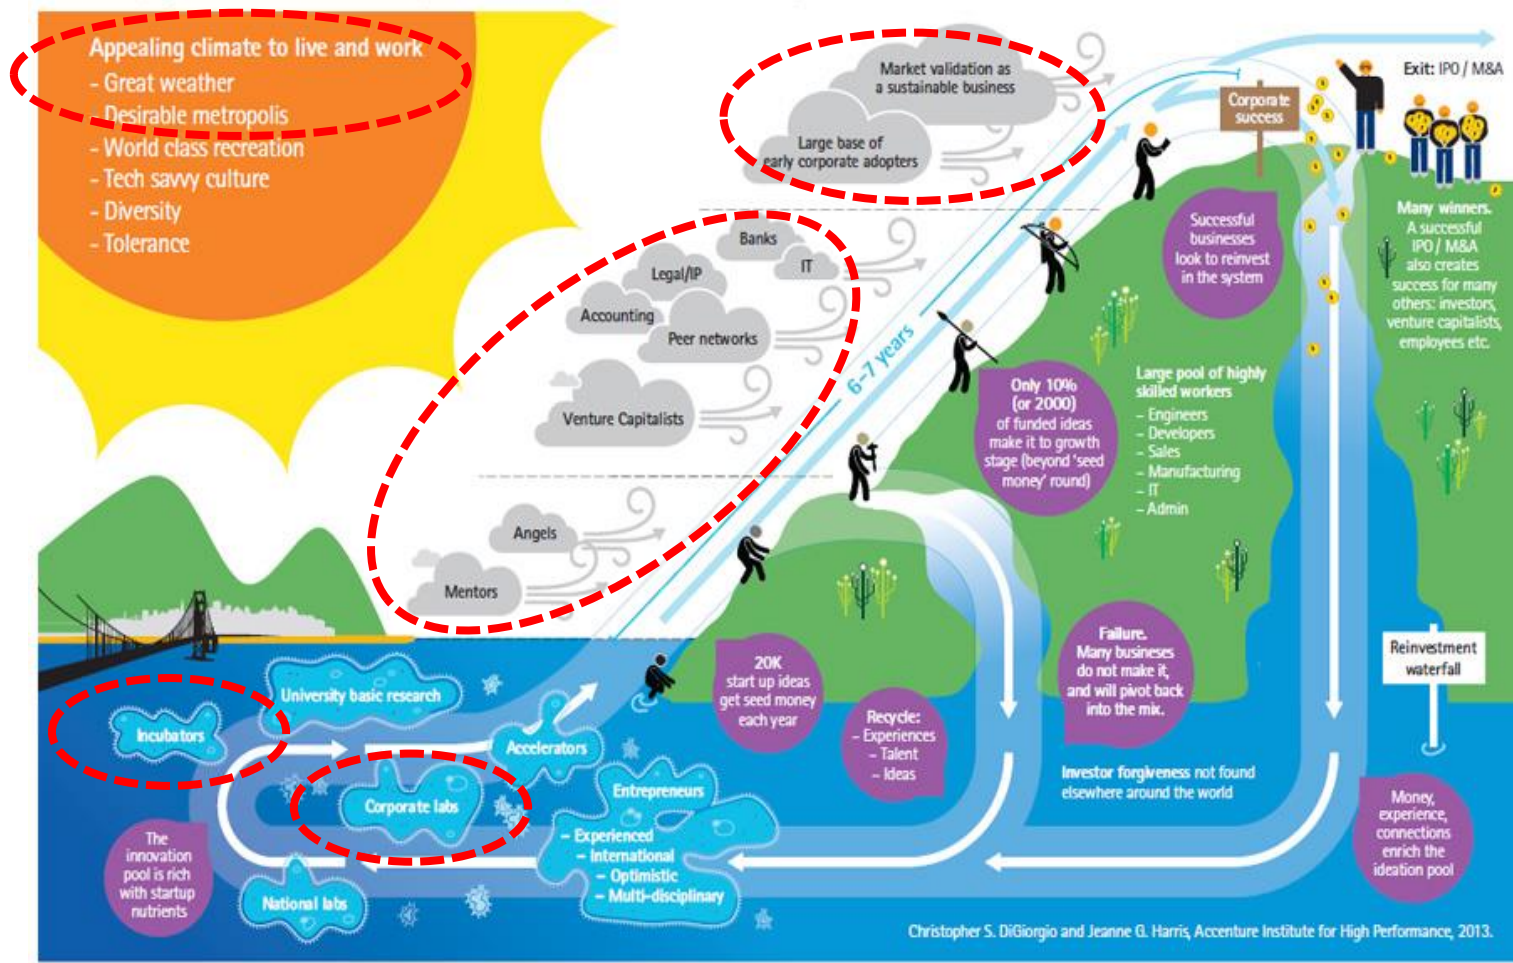 Appealing climate to live and work
- Great weather
- Desirable metropolis
- World class recreation
- Tech savvy culture
- Diversity
- Tolerance
Market validation as
a sustainable business
Large base of
early corporate adopters
Banks
IT
Legal/IP
Accounting
Peer networks
Venture Capitalists
Angels
Mentors
6–7 years
Corporate
success
Exit: IPO / M&A
Many winners.
A successful
IPO / M&A
also creates
success for many
others: investors,
venture capitalists,
employees etc.
Successful
businesses
look to reinvest
in the system
Only 10%
(or 2000)
of funded ideas
make it to growth
stage (beyond 'seed
money' round)
Large pool of highly
skilled workers
– Engineers
– Developers
– Sales
– Manufacturing
– IT
– Admin
University basic research
Incubators
Accelerators
Corporate labs
Entrepreneurs
– Experienced
– International
– Optimistic
– Multi-disciplinary
National labs
The
innovation
pool is rich
with startup
nutrients
20K
start up ideas
get seed money
each year
Recycle:
– Experiences
– Talent
– Ideas
Failure.
Many busineses
do not make it,
and will pivot back
into the mix.
Investor forgiveness not found
elsewhere around the world
Reinvestment
waterfall
Money,
experience,
connections
enrich the
ideation pool
Christopher S. DiGiorgio and Jeanne G. Harris, Accenture Institute for High Performance, 2013.